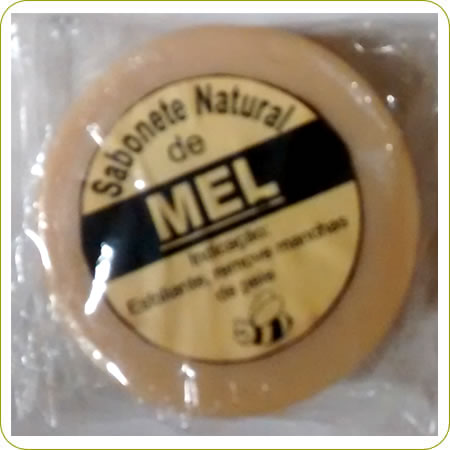 Sabonete Natural
de
MEL
Indicação:
Esfoliante, remove manchas
da pele